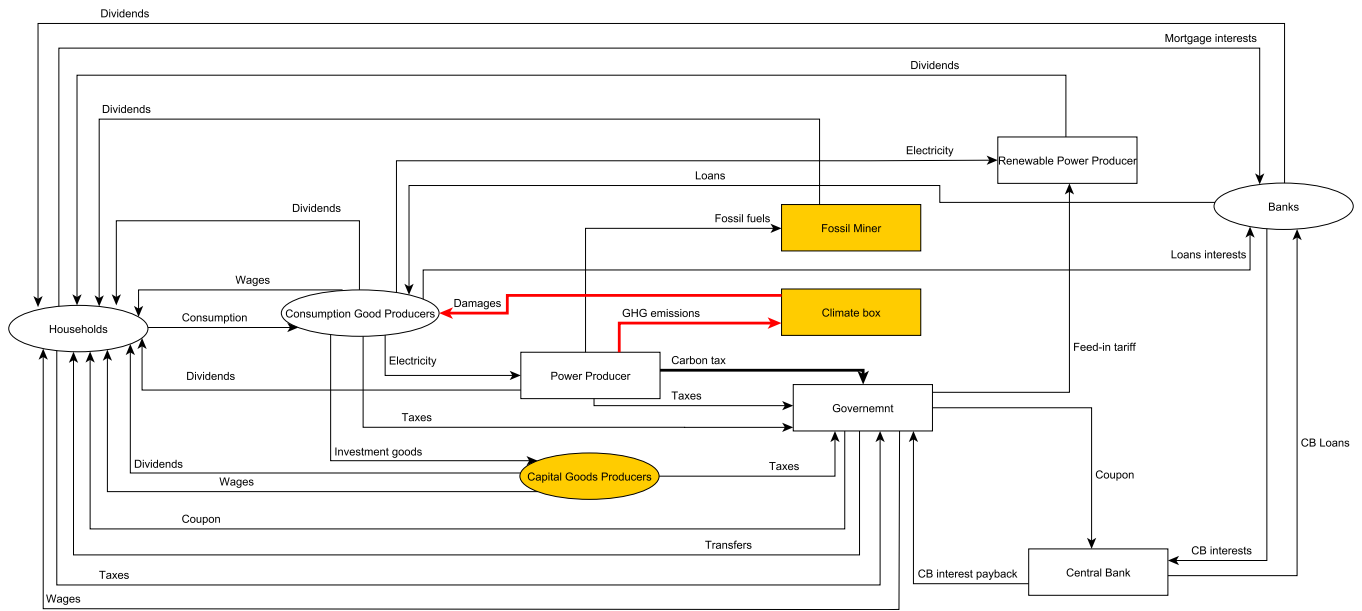 Dividends
Mortgage interests
Dividends
Dividends
Electricity
Renewable Power Producer
Loans
Banks
Dividends
Fossil fuels
Fossil Miner
Loans interests
Wages
Damages
Consumption Good Producers
Climate box
GHG emissions
Consumption
Households
Feed-in tariff
Electricity
Carbon tax
Power Producer
Dividends
Taxes
Governemnt
Taxes
CB Loans
Investment goods
Dividends
Taxes
Capital Goods Producers
Wages
Coupon
Coupon
Transfers
CB interests
Taxes
CB interest payback
Central Bank
Wages